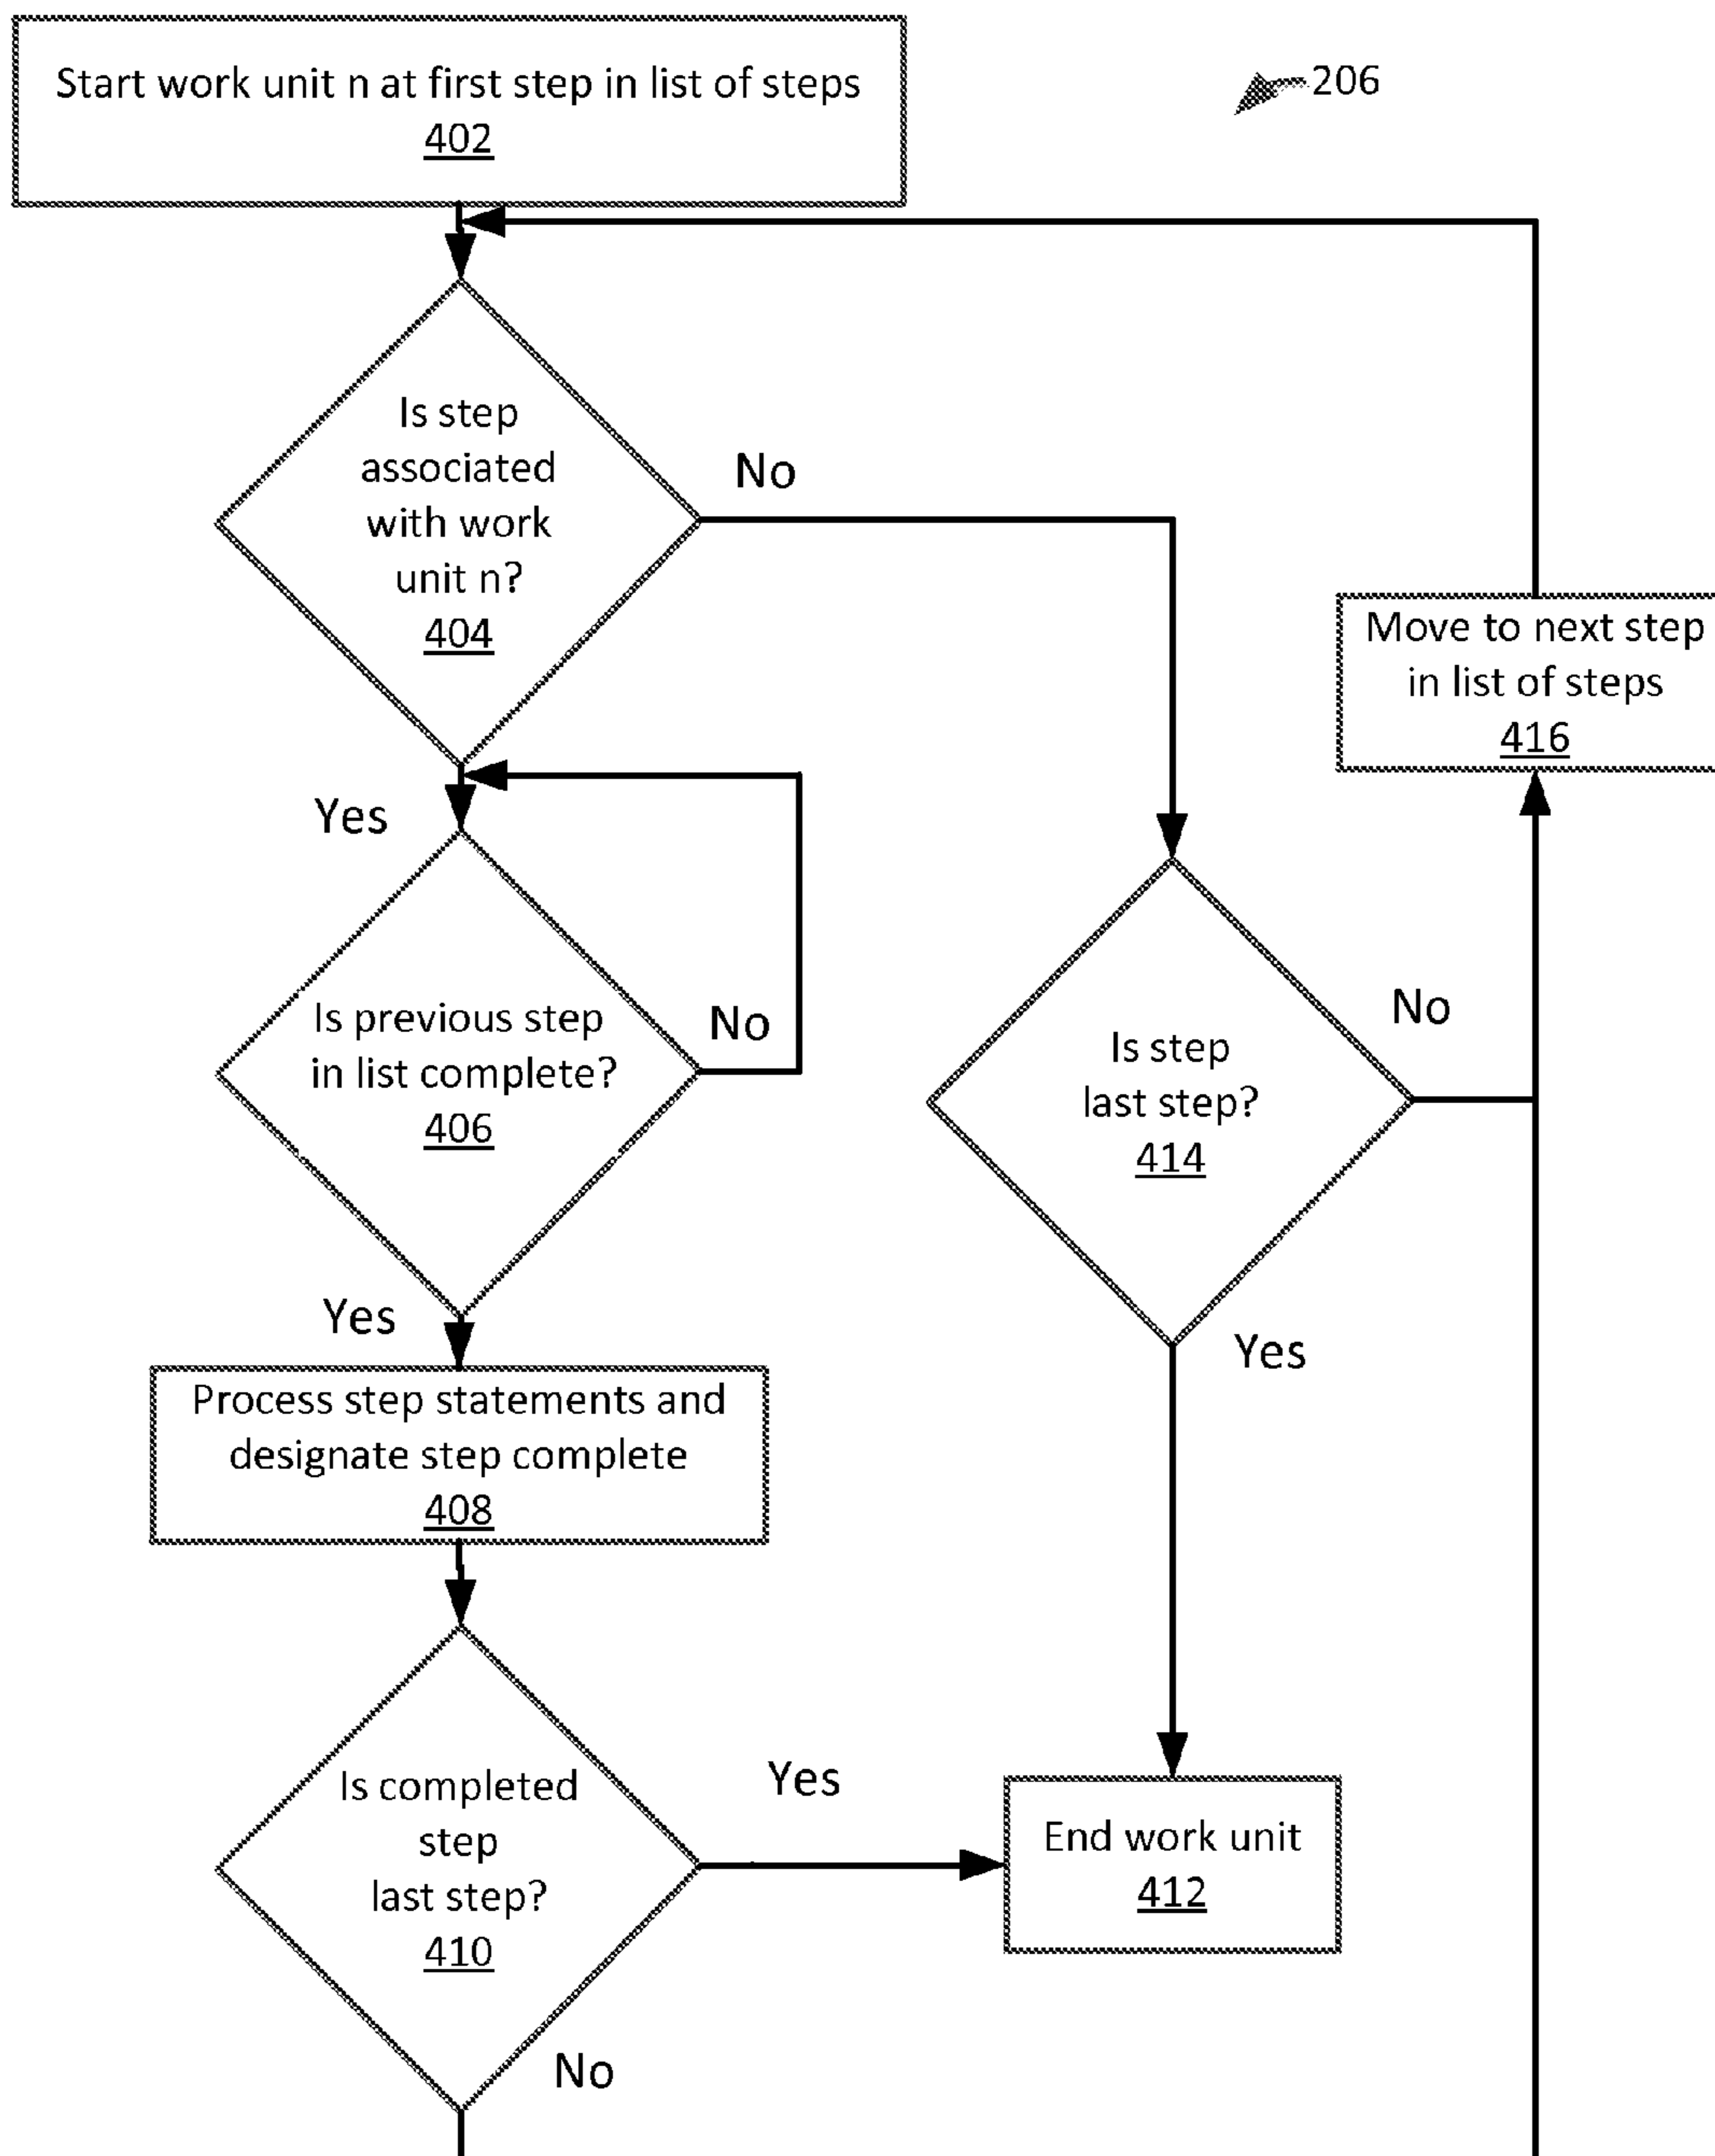 Start work unit n at first step in list of steps
402
206
Is step
associated
with work
unit n?
404
No
Move to next step
in list of steps
416
Yes
Is previous step
in list complete?
406
No
Is step
last step?
414
No
Yes
Yes
Process step statements and
designate step complete
408
Is completed
step
last step?
410
Yes
End work unit
412
No